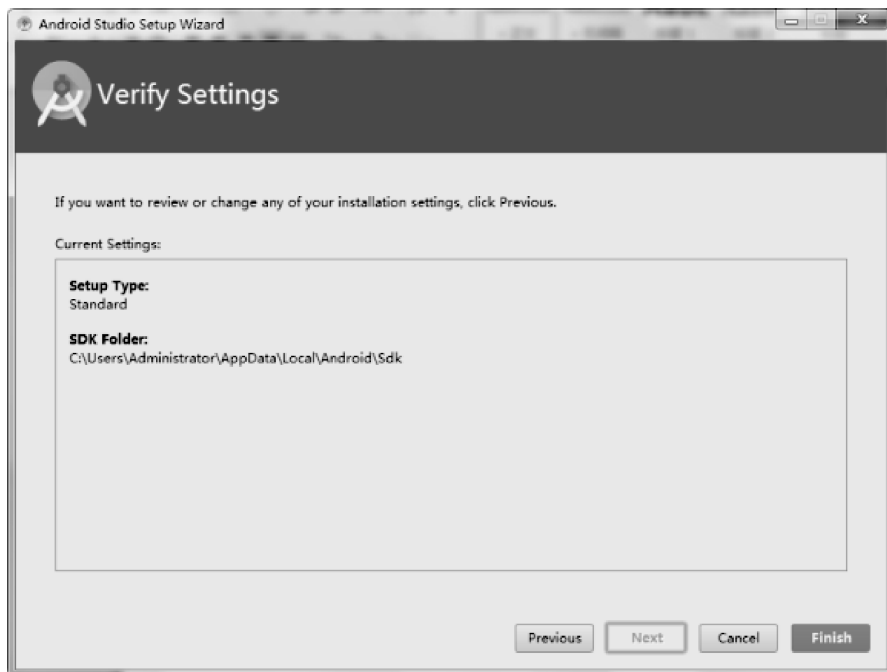 Android Studio Setup Wizard
Verify Settings
If you want to review or change any of your installation settings, click Previous.
Current Settings:
Setup Type:
Standard
SDK Folder:
C:\Users\Administrator\AppData\Local\Android\Sdk
Previous
Next
Cancel
Finish